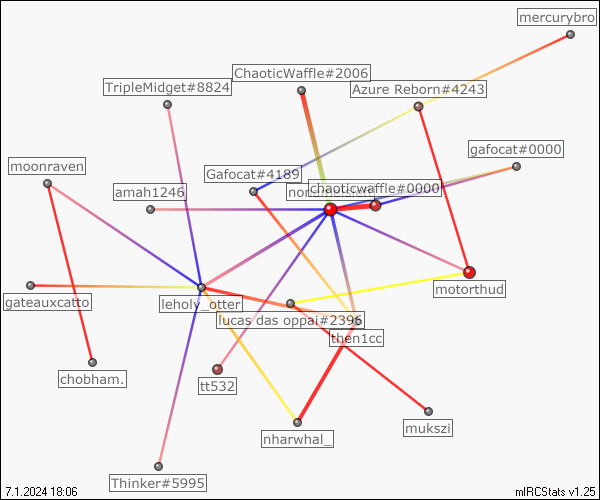 mercurybro
ChaoticWaffle#2006
TripleMidget#8824
Azure Reborn#4243
gafocat#0000
moonraven
Gafocat#4189
amah1246
chaoticwaffle#0000
motorthud
gateauxcatto
leholy_otter
lucas das oppai#2396
then1cc
chobham.
tt532
mukszi
nharwhal_
Thinker#5995
7.1.2024 18:06
mIRCStats v1.25